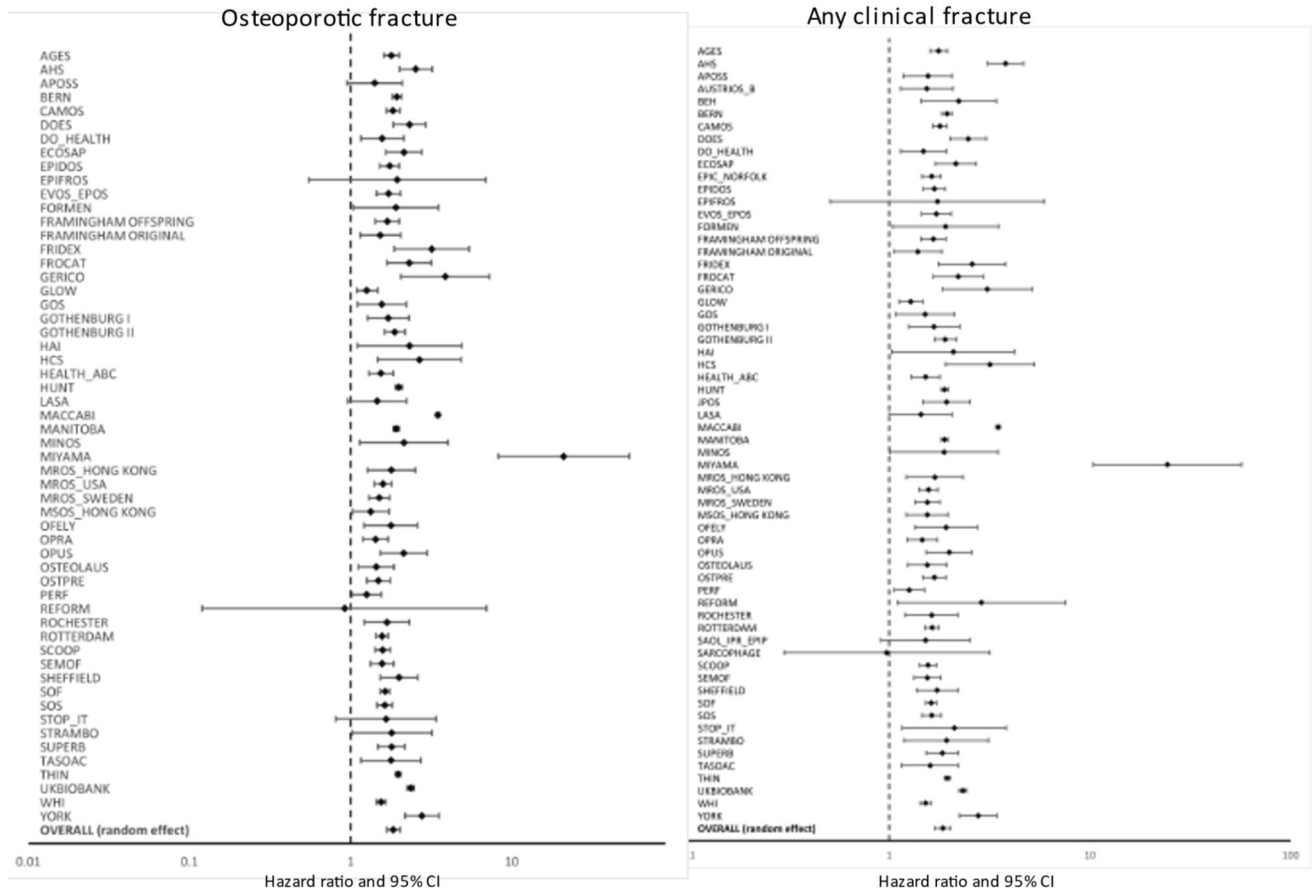 Osteoporotic fracture
AGES
AHS
APOSS
BERN
CAMOS
DOES
DO_HEALTH
ECOSAP
EPIDOS
EPIFROS
EVOS_EPOS
FORMEN
FRAMINGHAM OFFSPRING
FRAMINGHAM ORIGINAL
FRIDEX
FROCAT
GERICO
GLOW
GOS
GOTHENBURG I
GOTHENBURG II
HAI
HCS
HEALTH_ABC
HUNT
LASA
MACCABI
MANITOBA
MINOS
MIYAMA
MROS_HONG KONG
MROS_USA
MROS_SWEDEN
MSOS_HONG KONG
OFELY
OPRA
OPUS
OSTEOLAUS
OSTPRE
PERF
REFORM
ROCHESTER
ROTTERDAM
SCOOP
SEMOF
SHEFFIELD
SOF
SOS
STOP_IT
STRAMBO
SUPERB
TASOAC
THIN
UKBIOBANK
WHI
YORK
OVERALL (random effect)
0.01 0.1 1 10
Hazard ratio and 95% CI
Any clinical fracture
AGES
AHS
APOSS
AUSTRIOS_B
BEH
BERN
CAMOS
DOES
DO_HEALTH
ECOSAP
EPIC_NORFOLK
EPIDOS
EPIFROS
EVOS_EPOS
FORMEN
FRAMINGHAM OFFSPRING
FRAMINGHAM ORIGINAL
FRIDEX
FROCAT
GERICO
GLOW
GOS
GOTHENBURG I
GOTHENBURG II
HAI
HCS
HEALTH_ABC
HUNT
JPOS
LASA
MACCABI
MANITOBA
MINOS
MIYAMA
MROS_HONG KONG
MROS_USA
MROS_SWEDEN
MSOS_HONG KONG
OFELY
OPRA
OPUS
OSTEOLAUS
OSTPRE
PERF
REFORM
ROCHESTER
ROTTERDAM
SAOL_IPR_EPIP
SARCOPHAGE
SCOOP
SEMOF
SHEFFIELD
SOF
SOS
STOP_IT
STRAMBO
SUPERB
TASOAC
THIN
UKBIOBANK
WHI
YORK
OVERALL (random effect)
.1 1 10 100
Hazard ratio and 95% CI